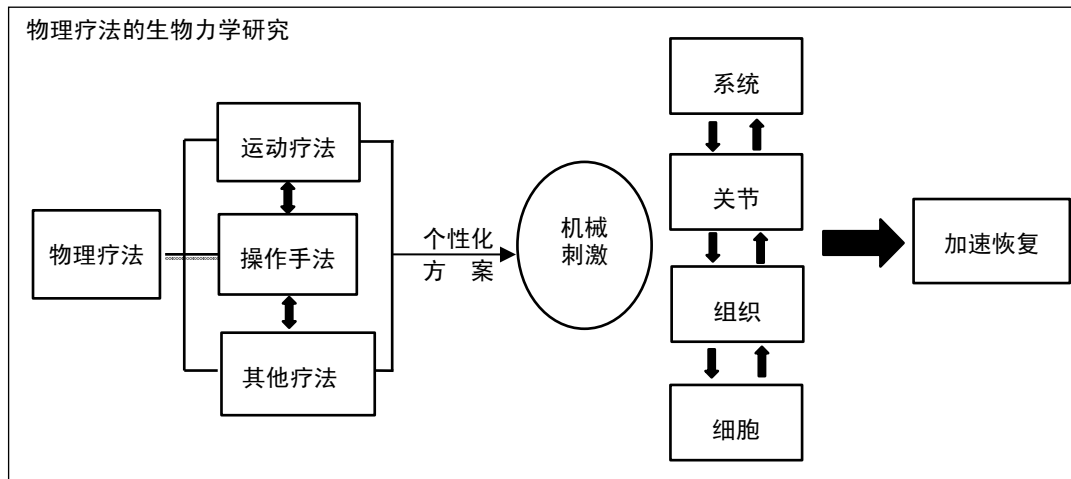 物理疗法的生物力学研究
物理疗法
运动疗法
操作手法
其他疗法
个性化
方 案
机械
刺激
系统
关节
组织
细胞
加速恢复